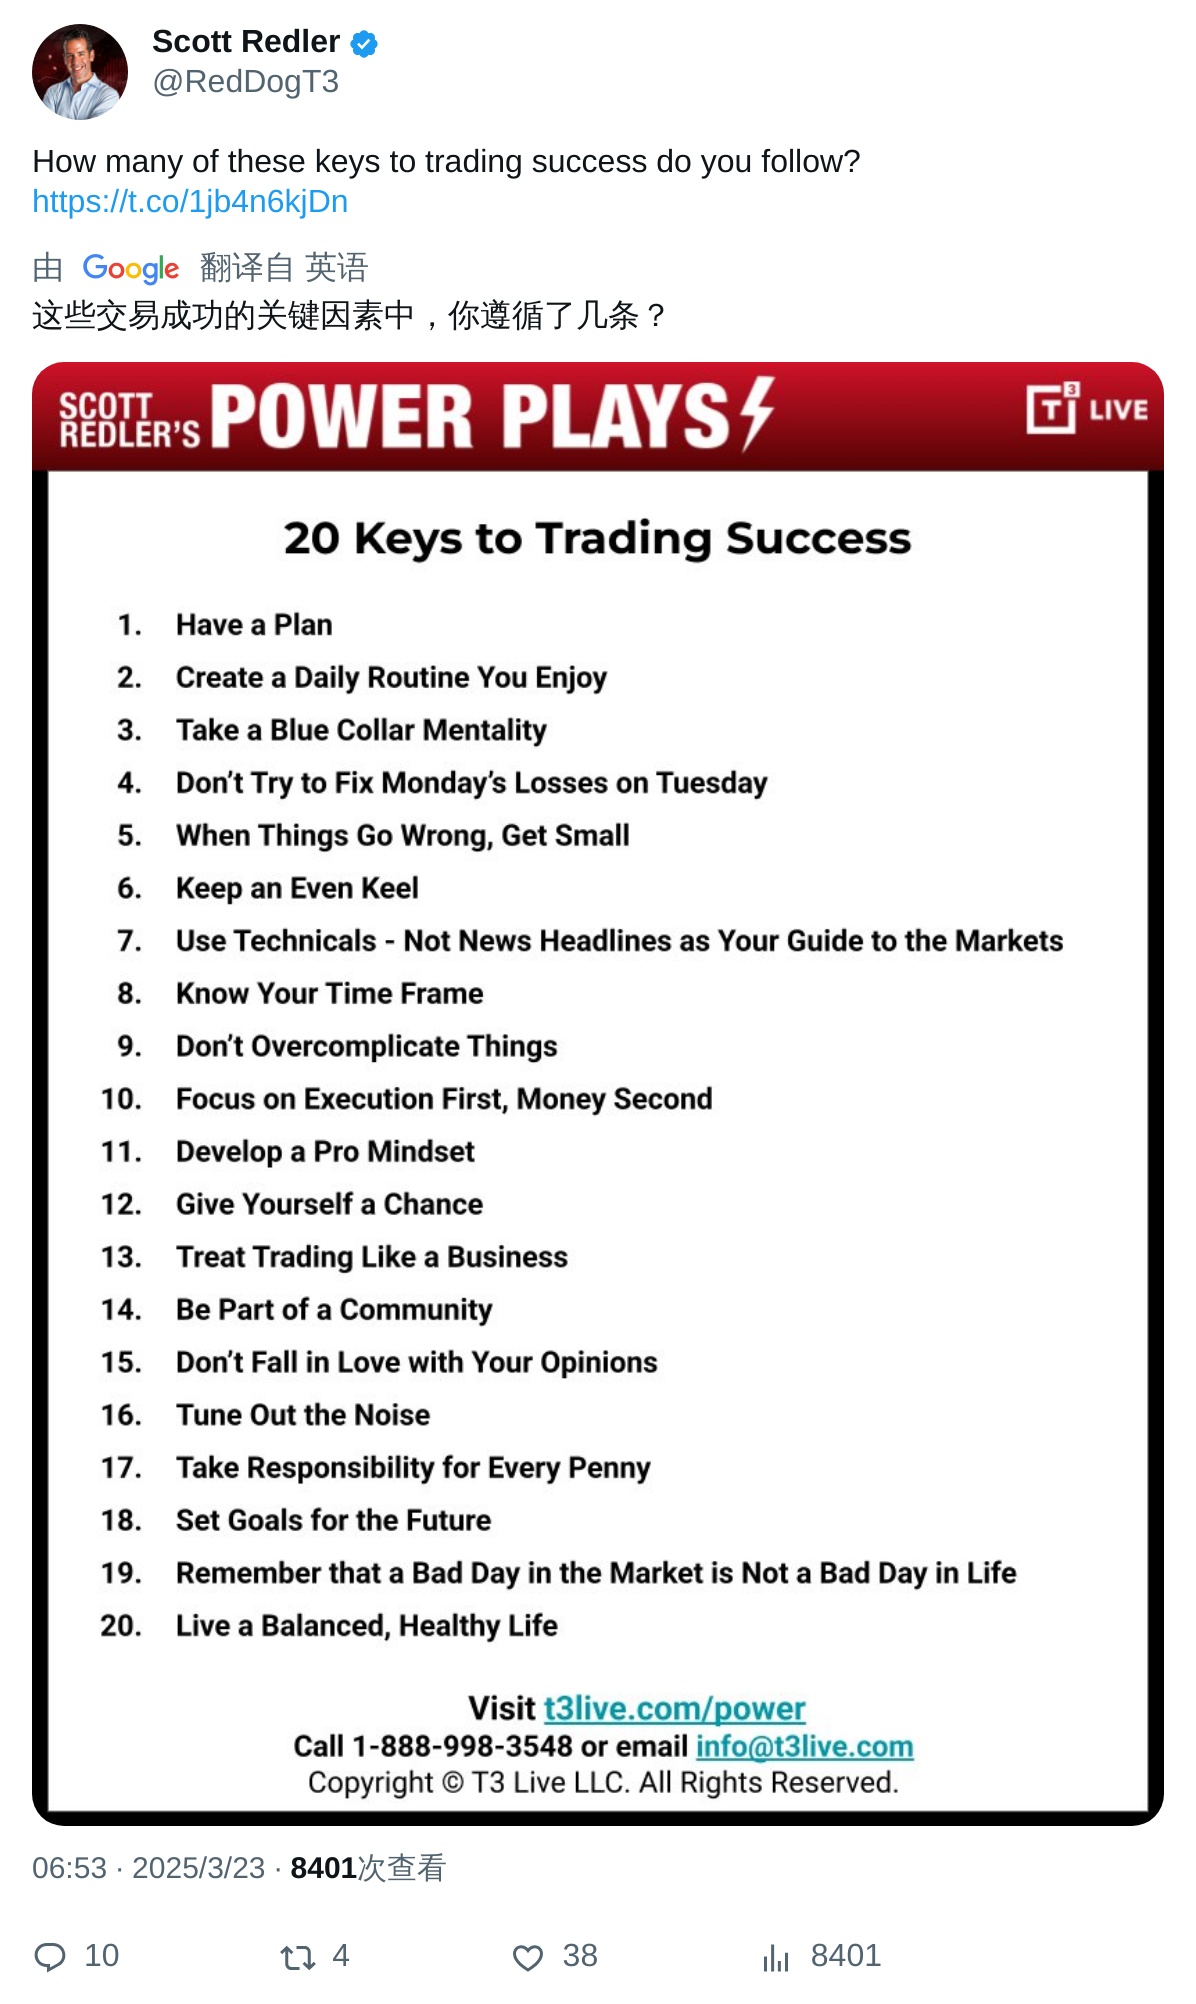 Scott Redler
@RedDogT3
How many of these keys to trading success do you follow?
https://t.co/1jb4n6kjDn
由 Google 翻译自 英语
这些交易成功的关键因素中，你遵循了几条？
SCOTT
REDLER’S POWER PLAYS
T3 LIVE
20 Keys to Trading Success
1. Have a Plan
2. Create a Daily Routine You Enjoy
3. Take a Blue Collar Mentality
4. Don’t Try to Fix Monday’s Losses on Tuesday
5. When Things Go Wrong, Get Small
6. Keep an Even Keel
7. Use Technicals - Not News Headlines as Your Guide to the Markets
8. Know Your Time Frame
9. Don’t Overcomplicate Things
10. Focus on Execution First, Money Second
11. Develop a Pro Mindset
12. Give Yourself a Chance
13. Treat Trading Like a Business
14. Be Part of a Community
15. Don’t Fall in Love with Your Opinions
16. Tune Out the Noise
17. Take Responsibility for Every Penny
18. Set Goals for the Future
19. Remember that a Bad Day in the Market is Not a Bad Day in Life
20. Live a Balanced, Healthy Life
Visit t3live.com/power
Call 1-888-998-3548 or email info@t3live.com
Copyright © T3 Live LLC. All Rights Reserved.
06:53 · 2025/3/23 · 8401次查看
10 4 38 8401